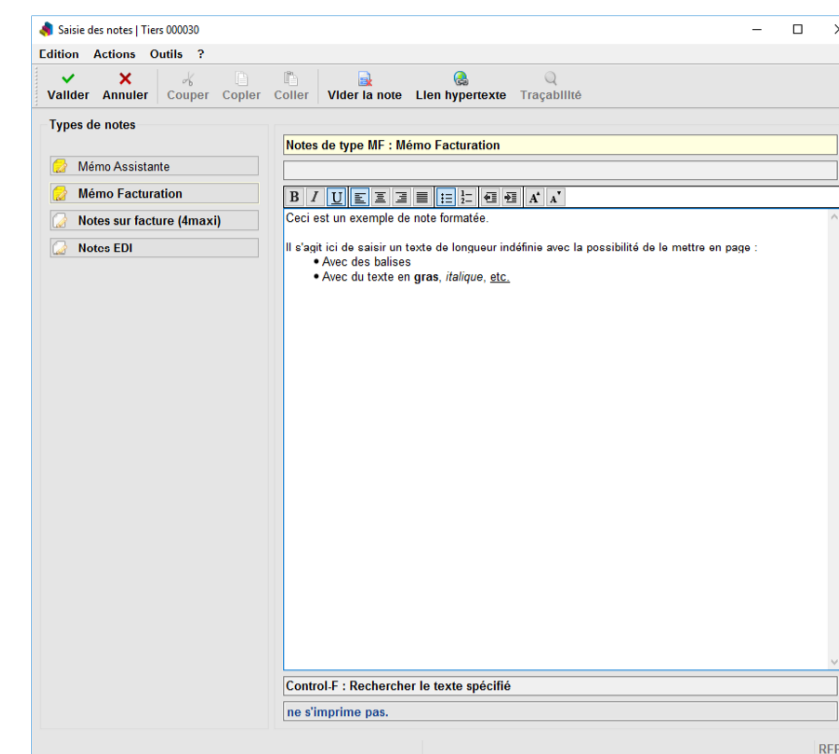 Saisie des notes | Tiers 000030
Edition Actions Outils ?
Valider Annuler Couper Copier Coller Vider la note Lien hypertexte Traçabilité
Types de notes
Notes de type MF : Mémo Facturation
Mémo Assistante
Mémo Facturation
Notes sur facture (4maxi)
Notes EDI
B I U
Ceci est un exemple de note formatée.
Il s'agit ici de saisir un texte de longueur indéfinie avec la possibilité de le mettre en page :
• Avec des balises
• Avec du texte en gras, italique, etc.
Control-F : Rechercher le texte spécifié
ne s'imprime pas.